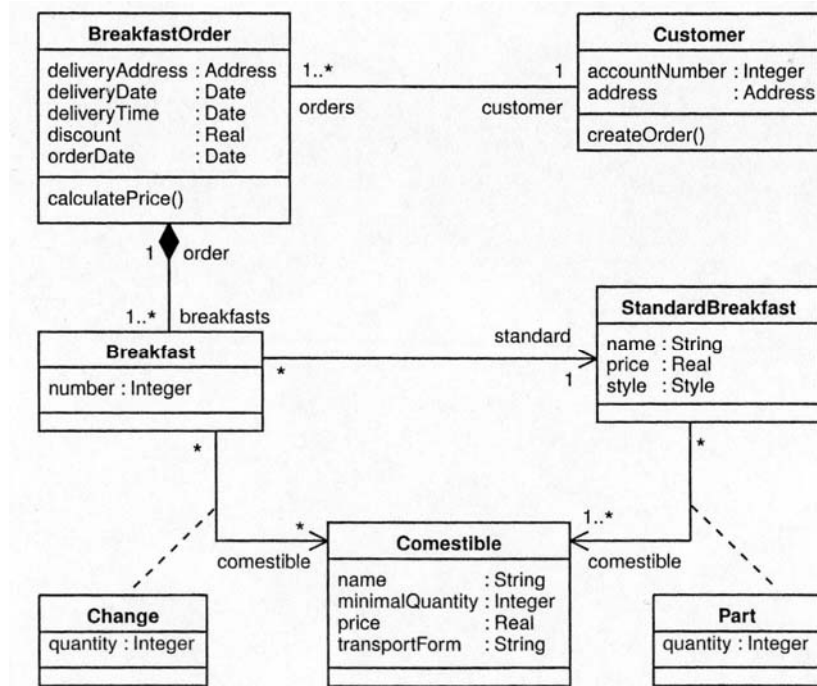 BreakfastOrder
deliveryAddress : Address
deliveryDate : Date
deliveryTime : Date
discount : Real
orderDate : Date
calculatePrice()
1..*
orders
1
customer
Customer
accountNumber : Integer
address : Address
createOrder()
1
order
1..*
breakfasts
Breakfast
number : Integer
*
standard
1
StandardBreakfast
name : String
price : Real
style : Style
*
*
comestible
*
1..*
comestible
Comestible
name : String
minimalQuantity : Integer
price : Real
transportForm : String
Change
quantity : Integer
Part
quantity : Integer